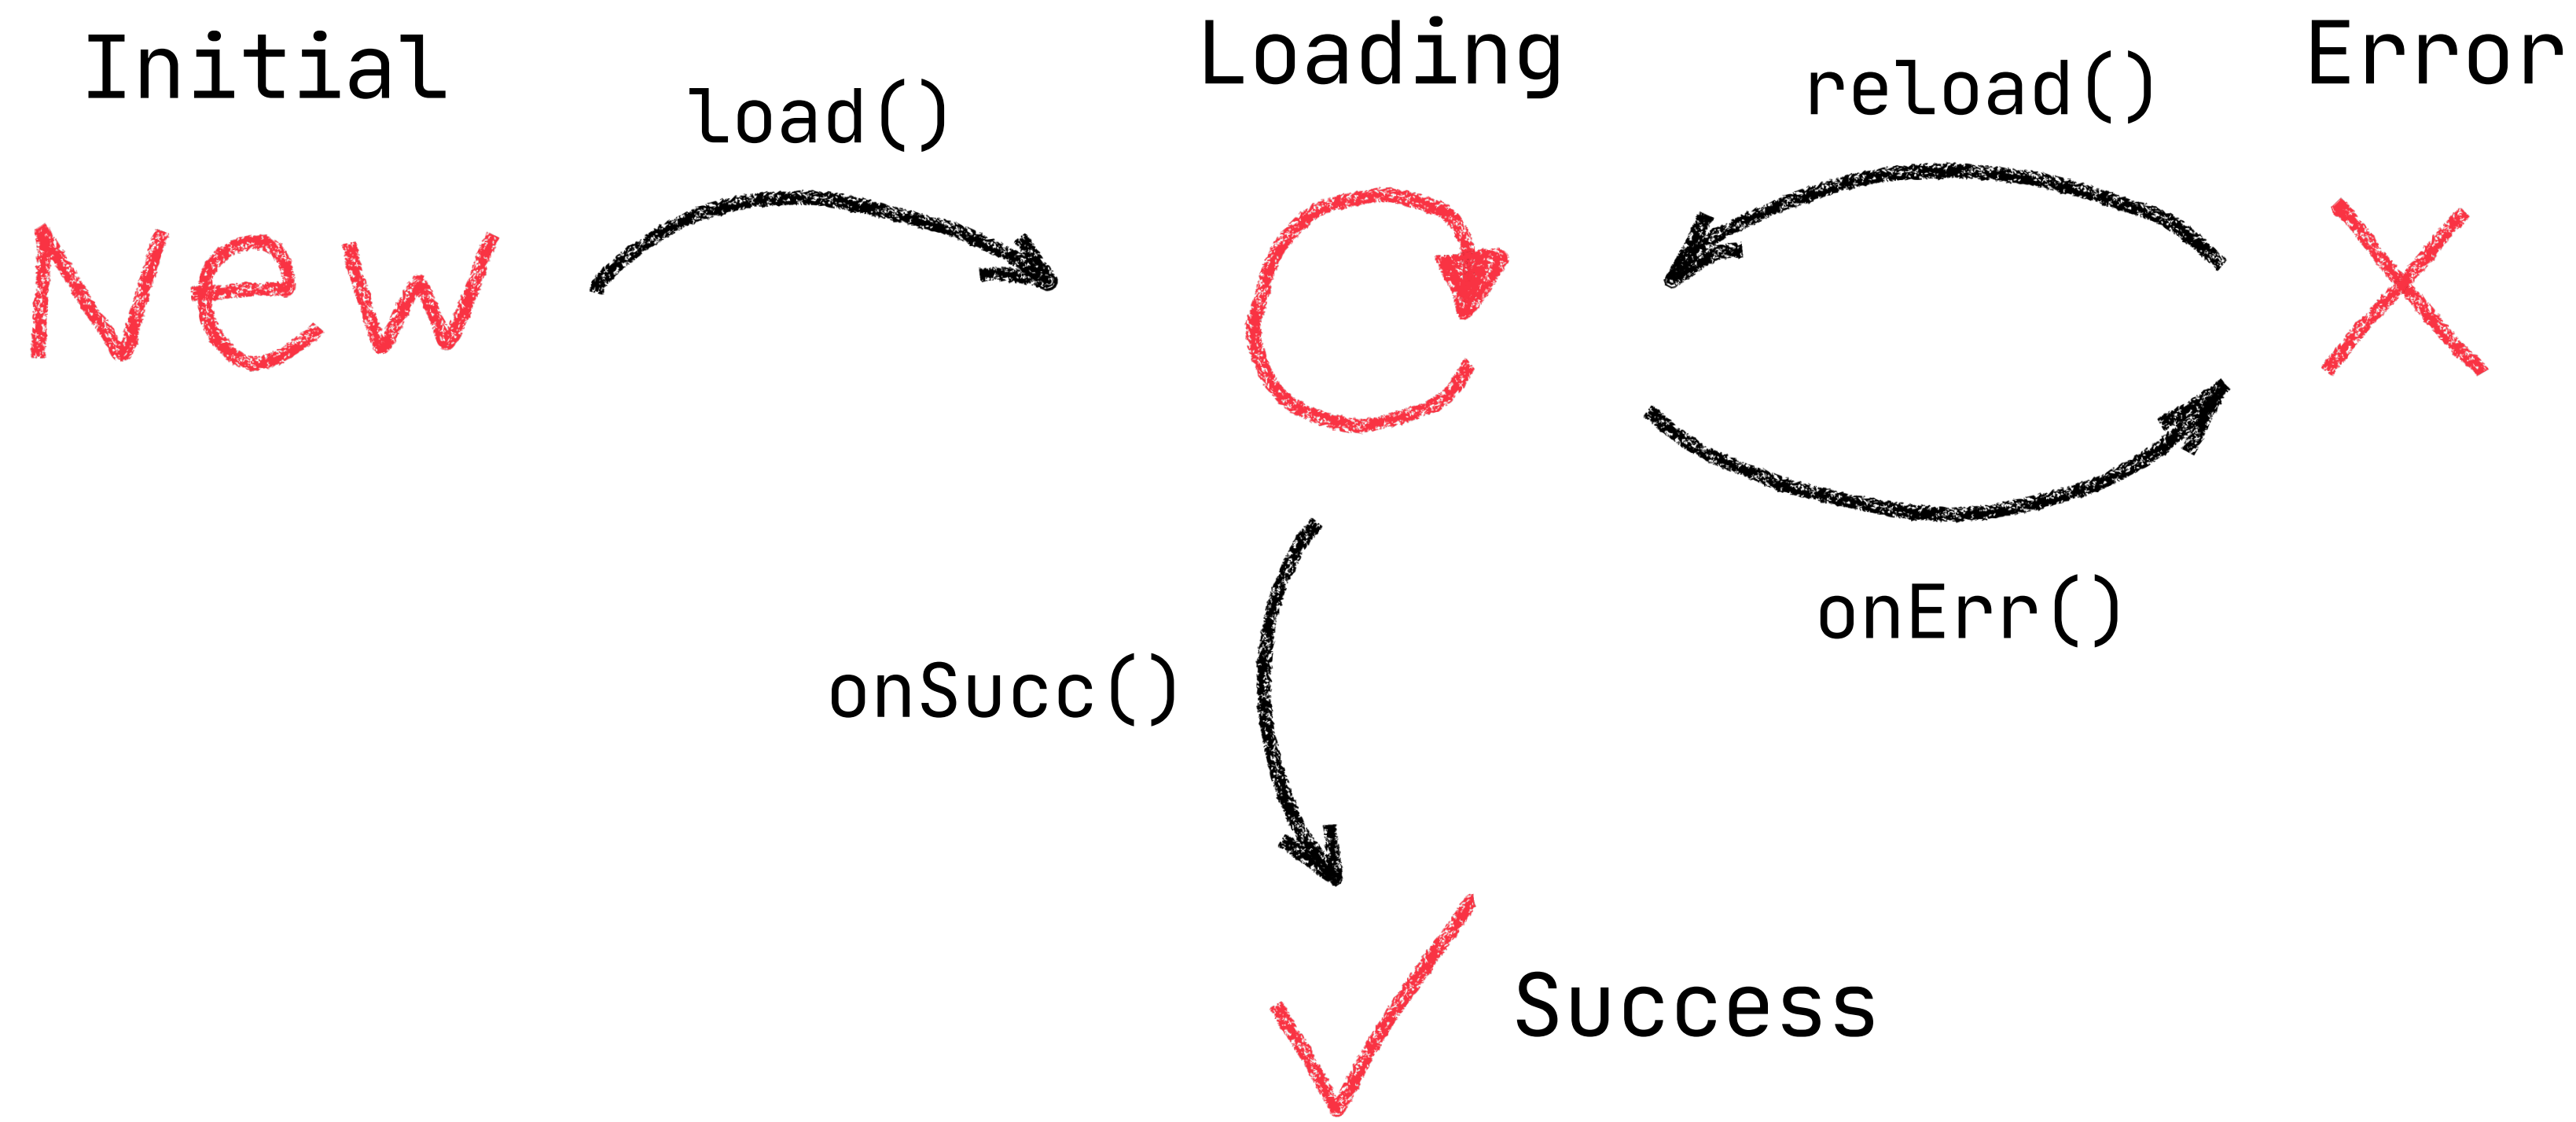 Initial
load()
Loading
reload()
Error
New
onErr()
onSucc()
Success